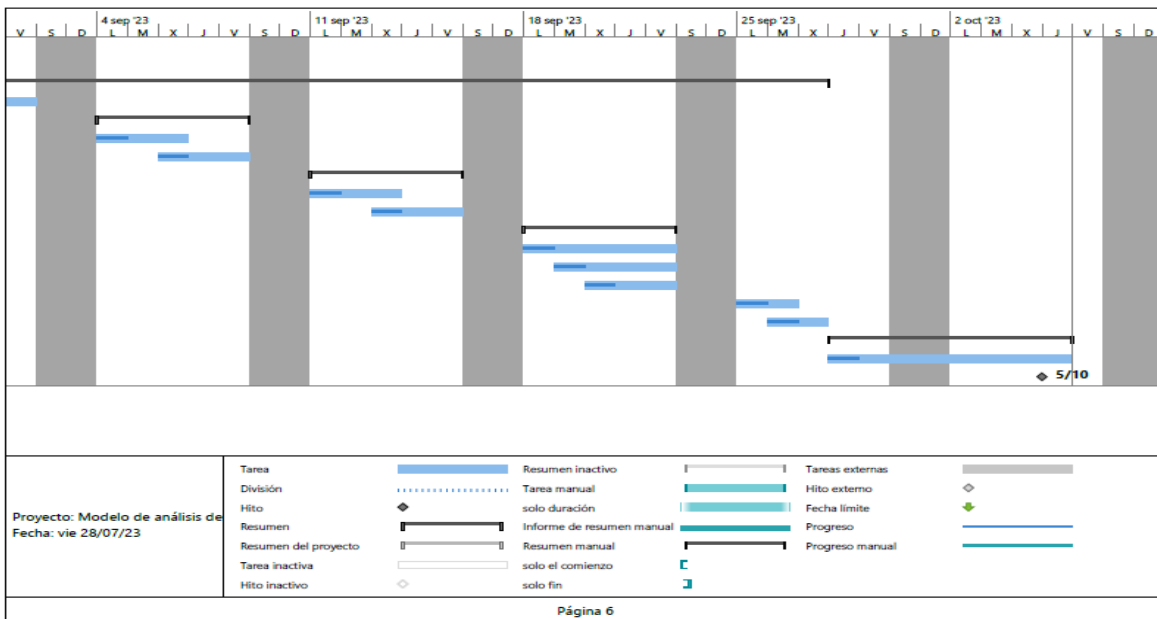 4 sep '23 11 sep '23 18 sep '23 25 sep '23 2 oct '23
V S D L M X J V S D L M X J V S D L M X J V S D L M X J V S D L M X J V S D
5/10
Proyecto: Modelo de análisis de
Fecha: vie 28/07/23
Tarea
División
Hito
Resumen
Resumen del proyecto
Tarea inactiva
Hito inactivo
Resumen inactivo
Tarea manual
solo duración
Informe de resumen manual
Resumen manual
solo el comienzo
solo fin
Tareas externas
Hito externo
Fecha límite
Progreso
Progreso manual
Página 6